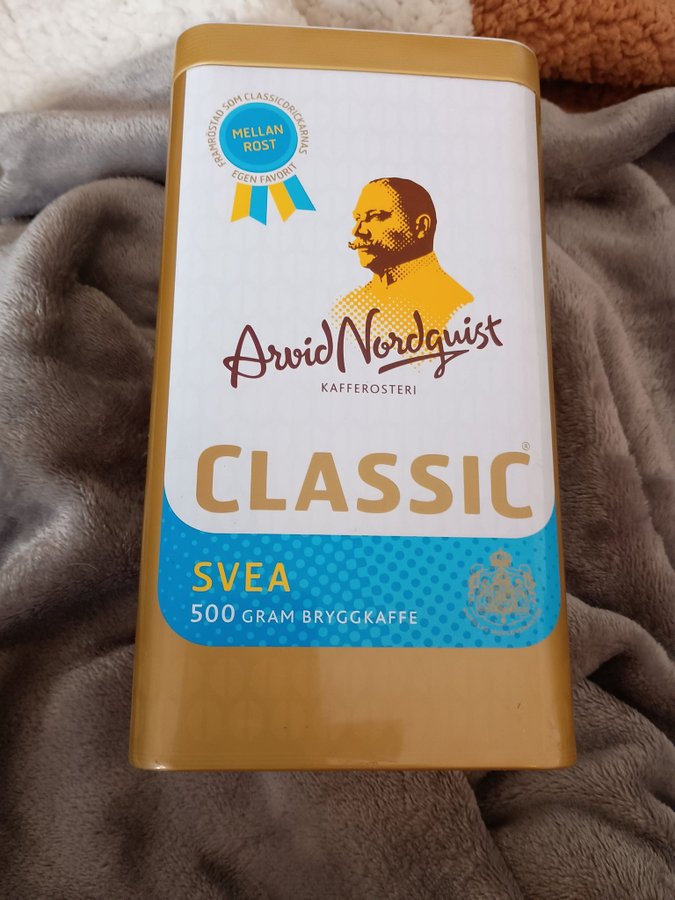 FRAMRÖSTAD SOM CLASSICDRICKARNAS
MELLAN
ROST
EGEN FAVORIT
Arvid Nordquist
KAFFEROSTERI
CLASSIC®
SVEA
500 GRAM BRYGGKAFFE